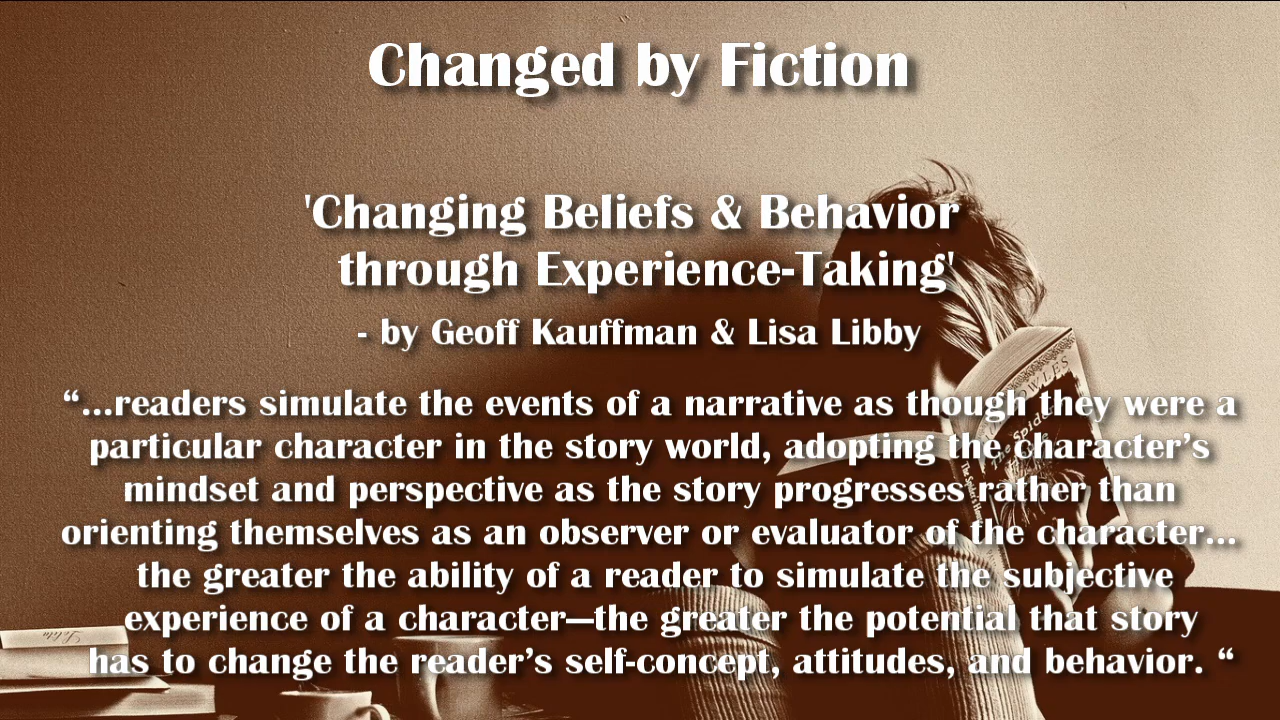 Changed by Fiction
'Changing Beliefs & Behavior
through Experience-Taking'
- by Geoff Kauffman & Lisa Libby
“...readers simulate the events of a narrative as though they were a
particular character in the story world, adopting the character’s
mindset and perspective as the story progresses rather than
orienting themselves as an observer or evaluator of the character...
the greater the ability of a reader to simulate the subjective
experience of a character—the greater the potential that story
has to change the reader’s self-concept, attitudes, and behavior. “
Lolita